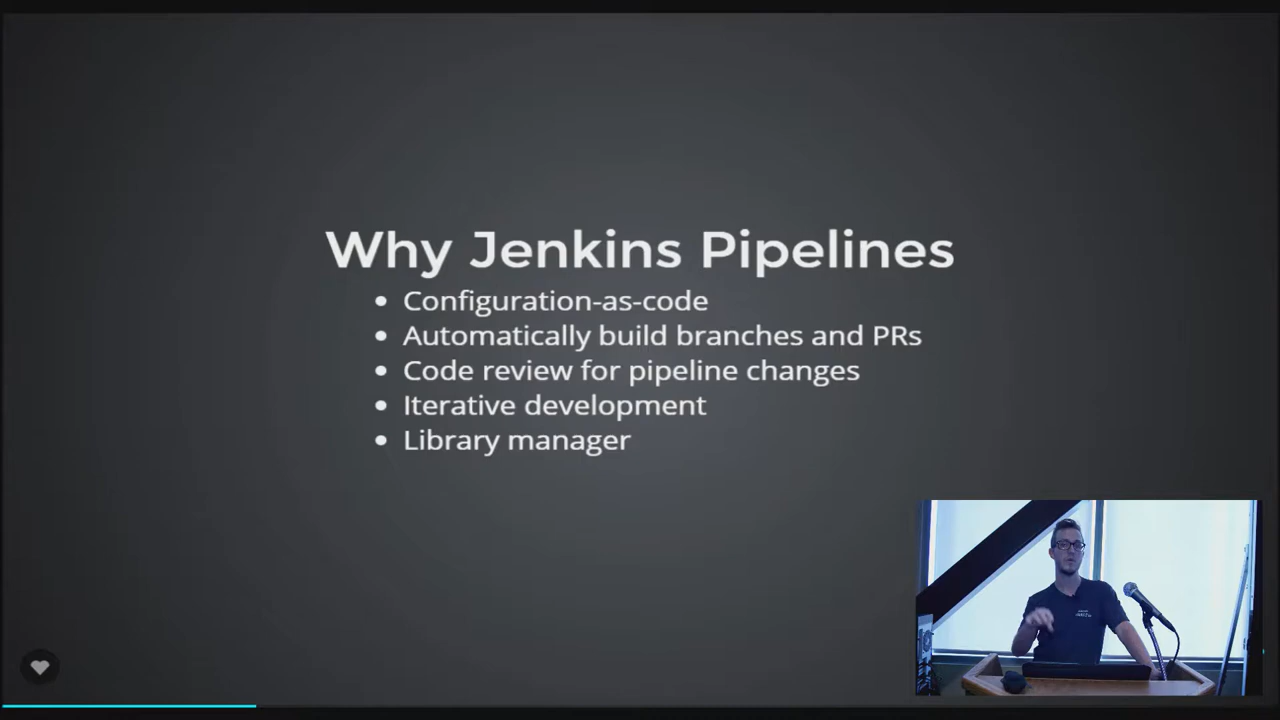 Why Jenkins Pipelines
Configuration-as-code
Automatically build branches and PRs
Code review for pipeline changes
Iterative development
Library manager